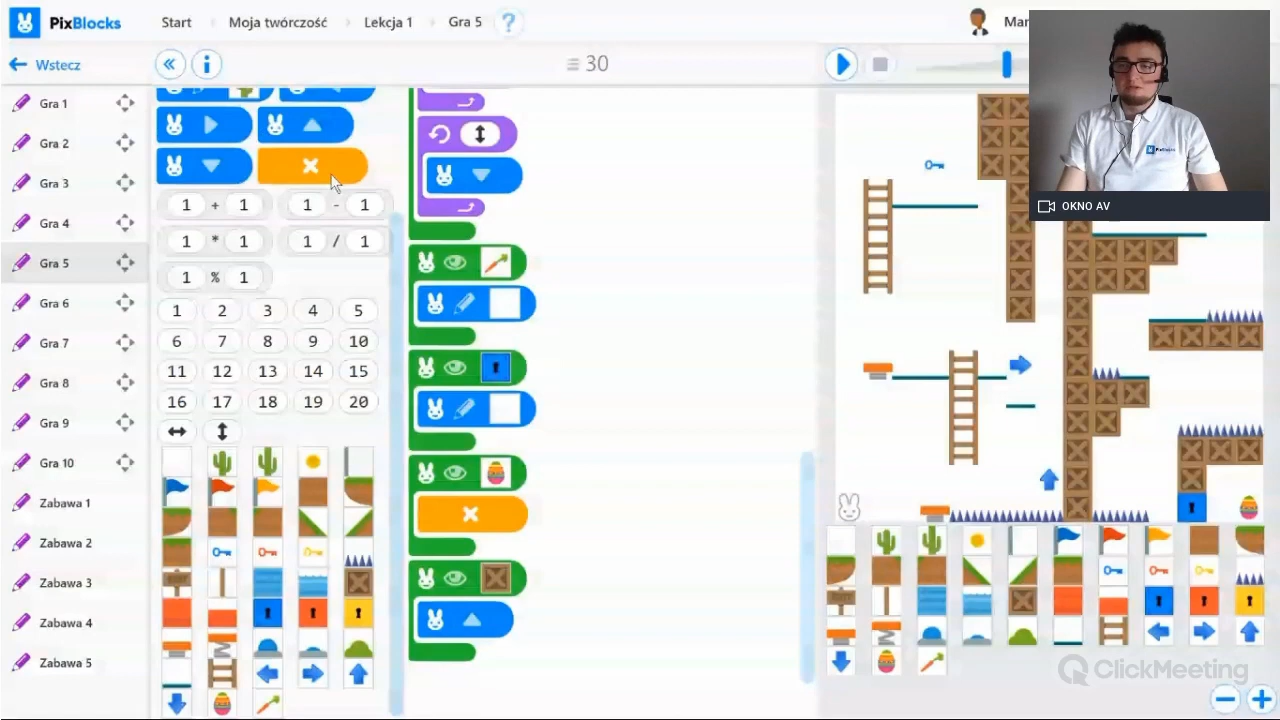 PixBlocks
Start
Moja twórczość
Lekcja 1
Gra 5
?
Mar
Wstecz
«
i
30
Gra 1
Gra 2
Gra 3
Gra 4
Gra 5
Gra 6
Gra 7
Gra 8
Gra 9
Gra 10
Zabawa 1
Zabawa 2
Zabawa 3
Zabawa 4
Zabawa 5
1 + 1
1 - 1
1 * 1
1 / 1
1 % 1
1 2 3 4 5
6 7 8 9 10
11 12 13 14 15
16 17 18 19 20
PixBlocks
OKNO AV
ClickMeeting